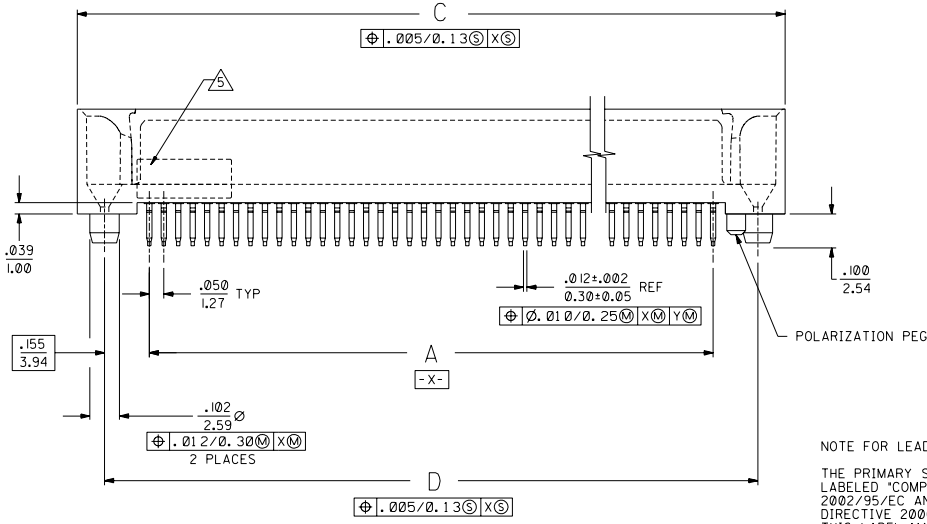 C
⌖ .005/0.13Ⓢ XⓈ
5
.039
1.00
.050
1.27 TYP
.012±.002
0.30±0.05 REF
⌖ Ø.010/0.25Ⓜ XⓂ YⓂ
.100
2.54
POLARIZATION PEG
.155
3.94
A
-X-
.102
2.59 Ø
⌖ .012/0.30Ⓜ XⓂ
2 PLACES
D
⌖ .005/0.13Ⓢ XⓈ
NOTE FOR LEAD
THE PRIMARY S
LABELED "COMP
2002/95/EC AN